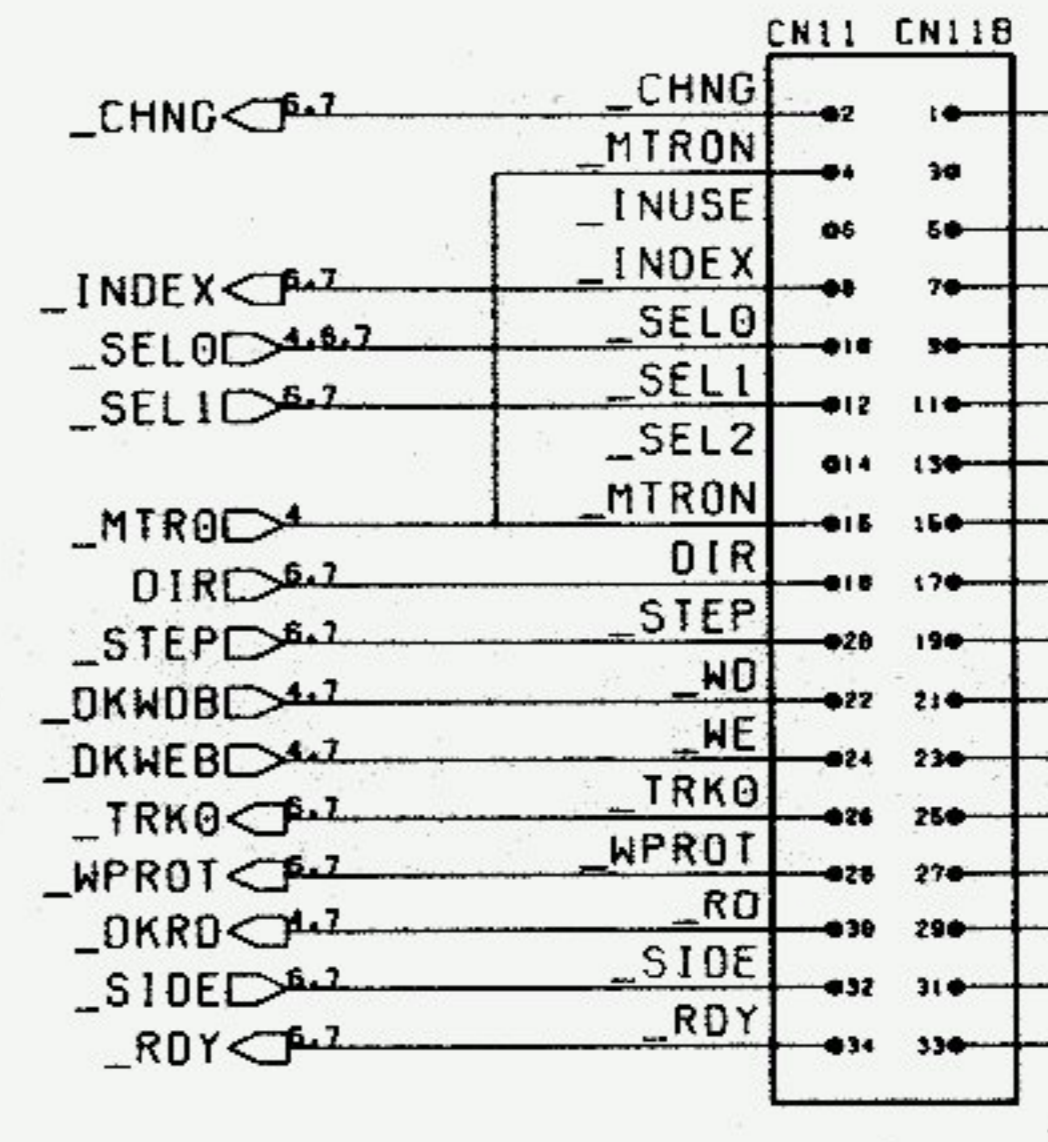 CN11 CN11B
_CHNG 6,7 _CHNG 2 1
_MTRON 4 3
_INUSE 6 5
_INDEX 6,7 _INDEX 8 7
_SEL0 4,6,7 _SEL0 10 9
_SEL1 6,7 _SEL1 12 11
_SEL2 14 13
_MTR0 4 _MTRON 16 15
DIR 6,7 DIR 18 17
_STEP 6,7 _STEP 20 19
_DKWDB 4,7 _WD 22 21
_DKWEB 4,7 _WE 24 23
_TRK0 6,7 _TRK0 26 25
_WPROT 6,7 _WPROT 28 27
_DKRD 4,7 _RD 30 29
_SIDE 6,7 _SIDE 32 31
_RDY 6,7 _RDY 34 33